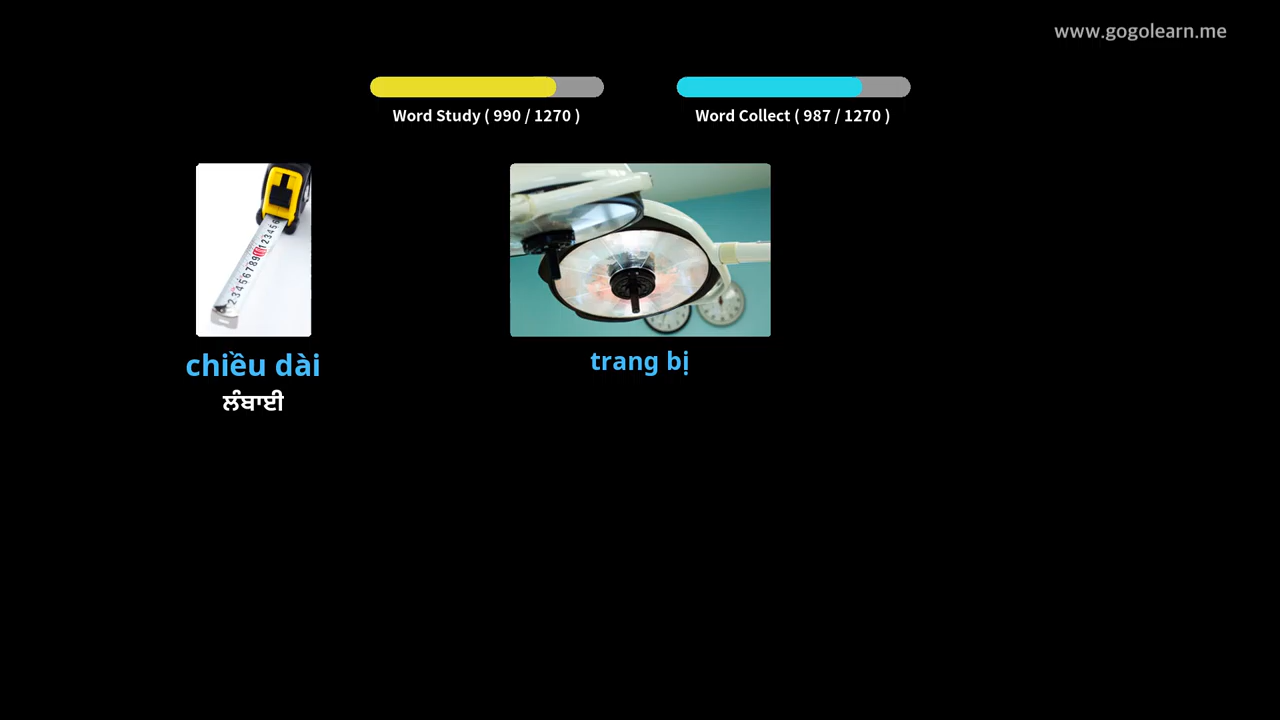 www.gogolearn.me
Word Study ( 990 / 1270 )
Word Collect ( 987 / 1270 )
chiều dài
ਲੰਬਾਈ
trang bị